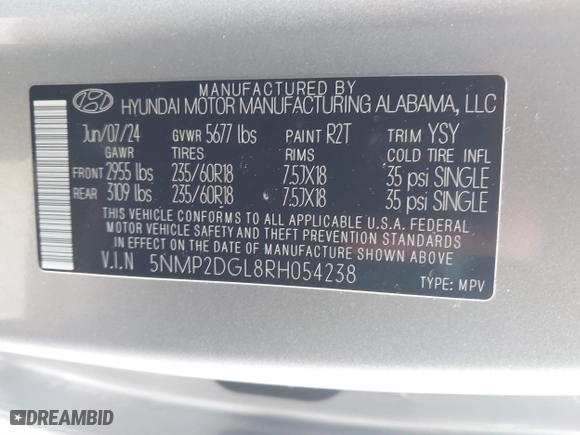 MANUFACTURED BY
HYUNDAI MOTOR MANUFACTURING ALABAMA, LLC
Jun/07/24 GVWR 5677 lbs PAINT R2T TRIM YSY
GAWR TIRES RIMS COLD TIRE INFL
FRONT 2955 lbs 235/60R18 7.5JX18 35 psi SINGLE
REAR 3109 lbs 235/60R18 7.5JX18 35 psi SINGLE
THIS VEHICLE CONFORMS TO ALL APPLICABLE U.S.A. FEDERAL
MOTOR VEHICLE SAFETY AND THEFT PREVENTION STANDARDS
IN EFFECT ON THE DATE OF MANUFACTURE SHOWN ABOVE
V.I.N 5NMP2DGL8RH054238
TYPE: MPV
DREAMBID